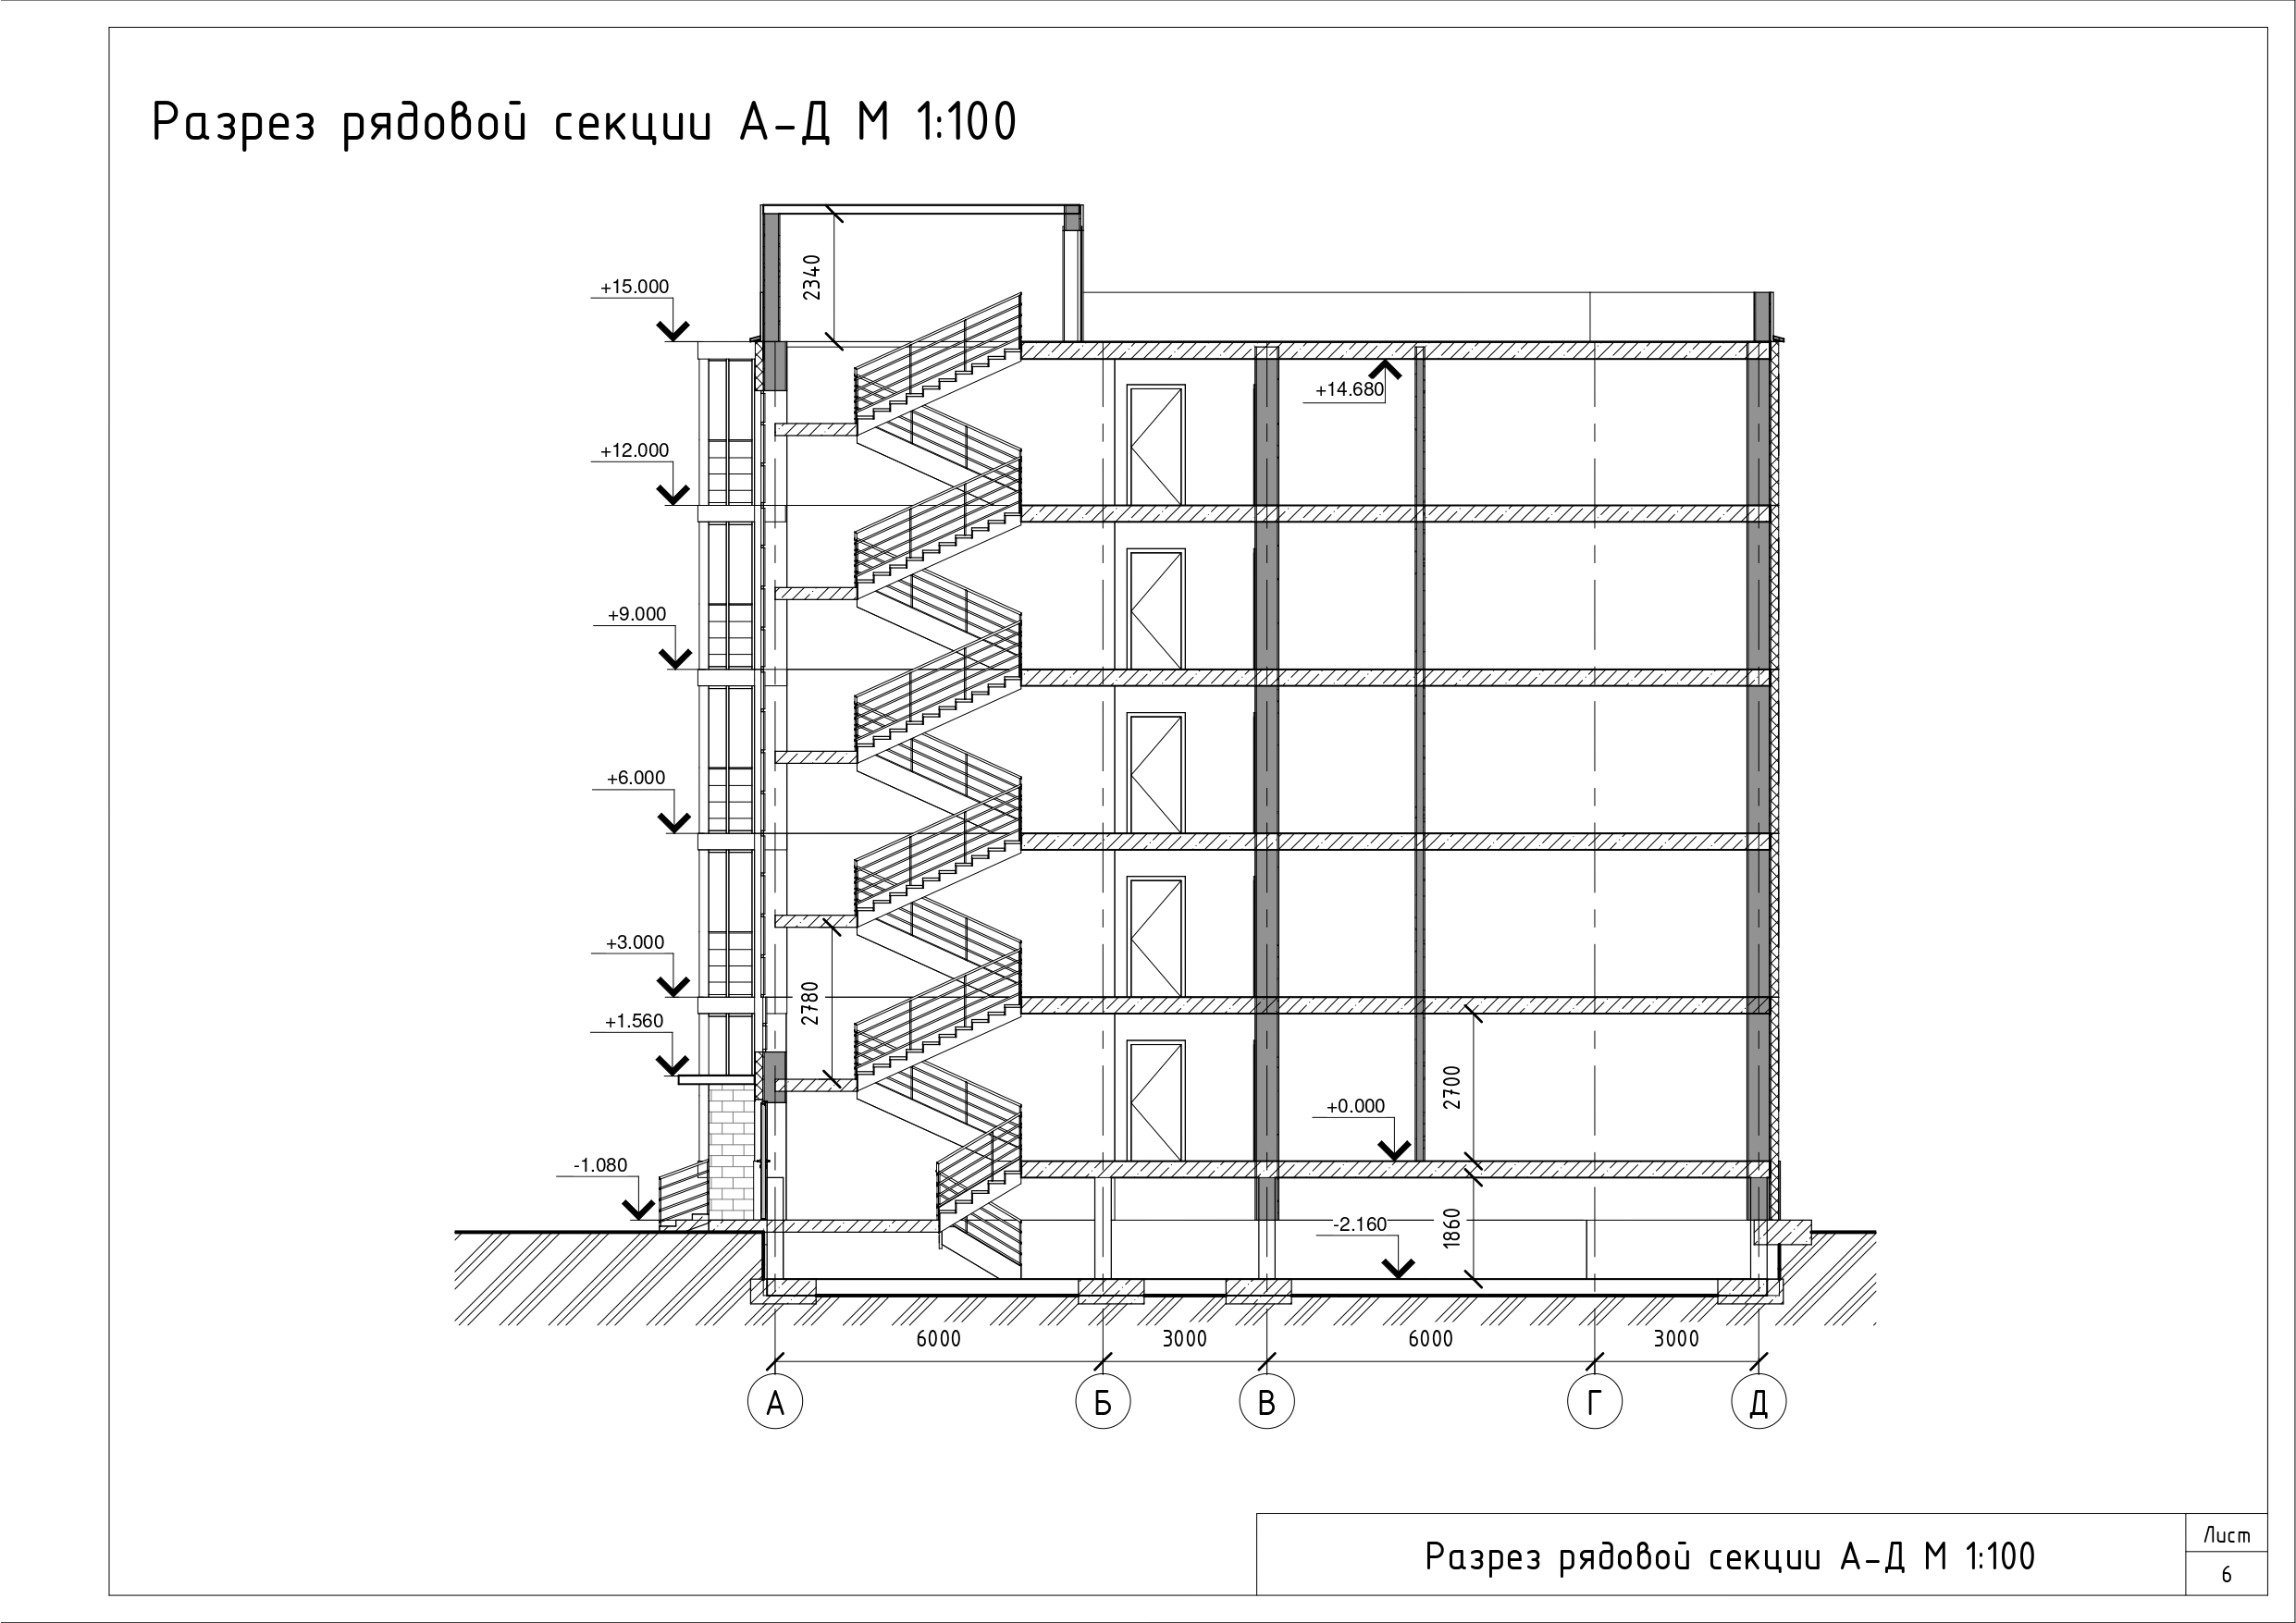 Разрез рядовой секции А-Д М 1:100
2340
+15.000
+14.680
+12.000
+9.000
+6.000
+3.000
2780
+1.560
2700
+0.000
-1.080
-2.160
1860
6000
3000
6000
3000
А
Б
В
Г
Д
Разрез рядовой секции А-Д М 1:100
Лист
6